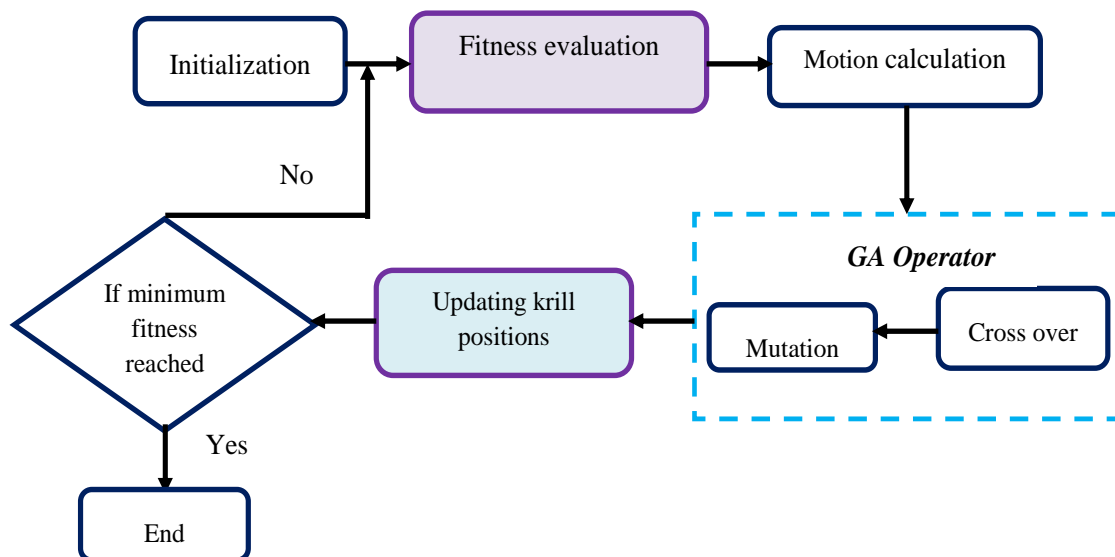 Initialization
Fitness evaluation
Motion calculation
No
GA Operator
Cross over
Mutation
Updating krill
positions
If minimum
fitness
reached
Yes
End